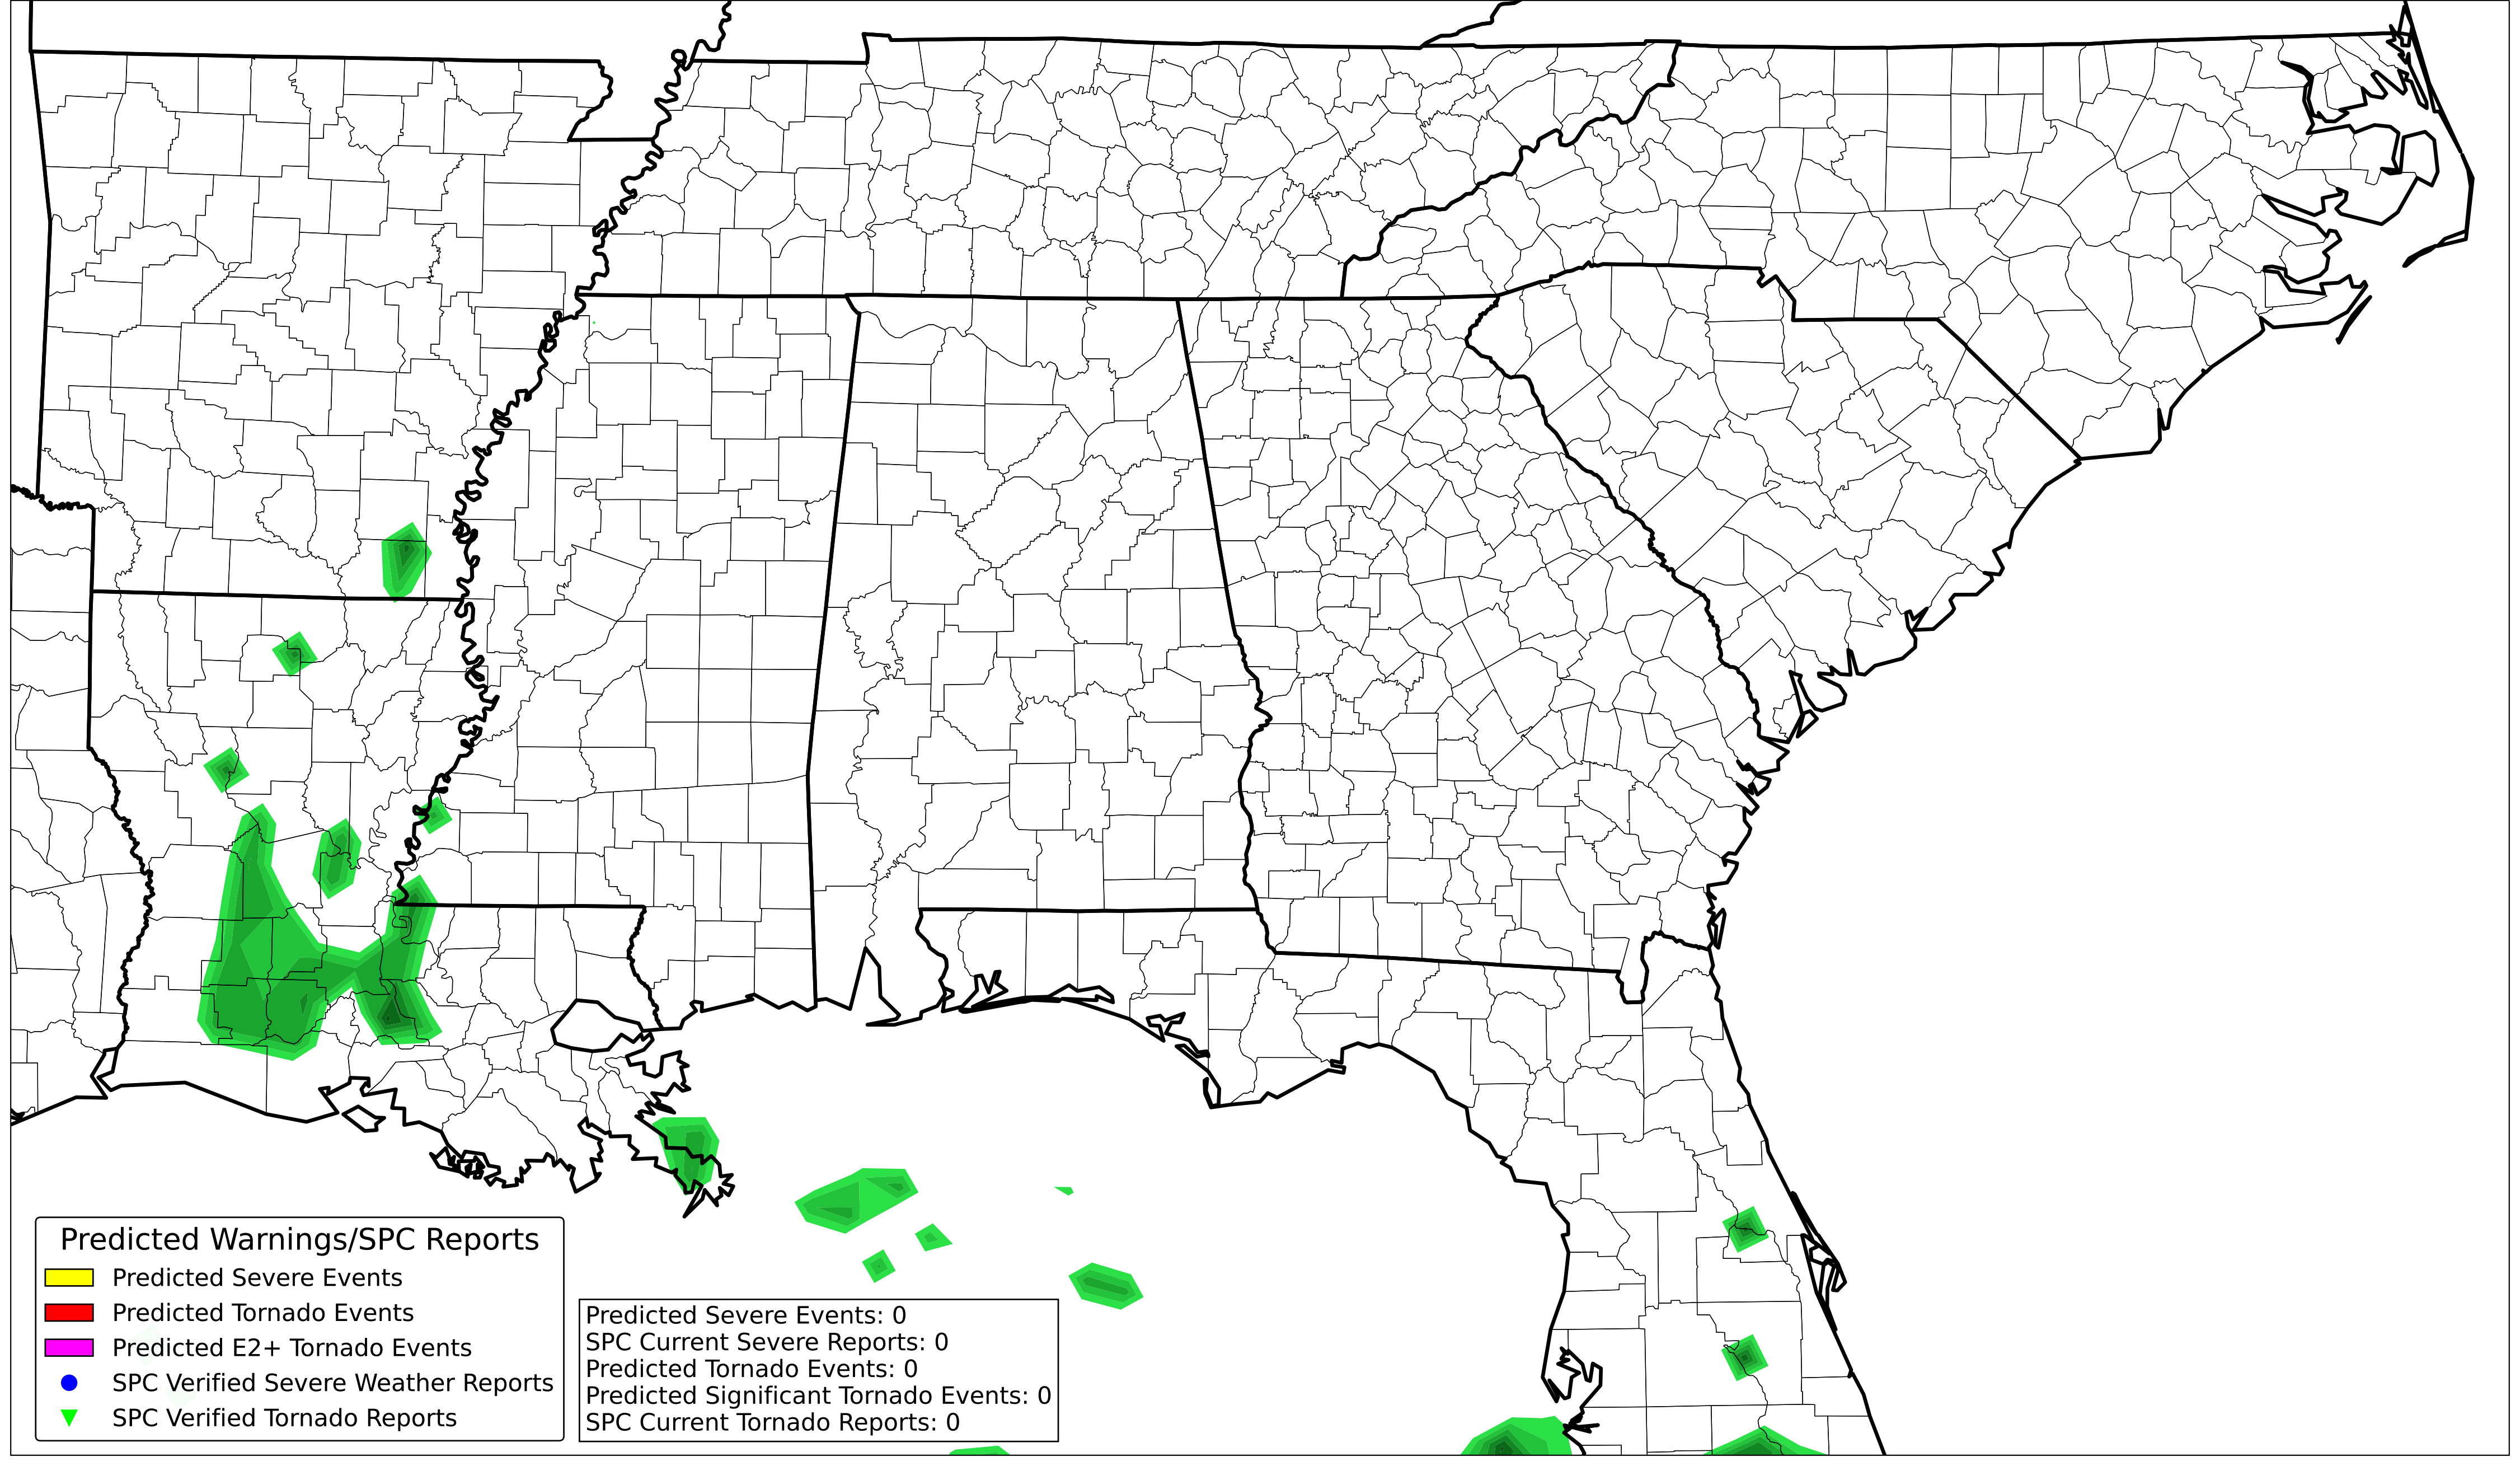 Predicted Warnings/SPC Reports
Predicted Severe Events
Predicted Tornado Events
Predicted E2+ Tornado Events
SPC Verified Severe Weather Reports
SPC Verified Tornado Reports
Predicted Severe Events: 0
SPC Current Severe Reports: 0
Predicted Tornado Events: 0
Predicted Significant Tornado Events: 0
SPC Current Tornado Reports: 0